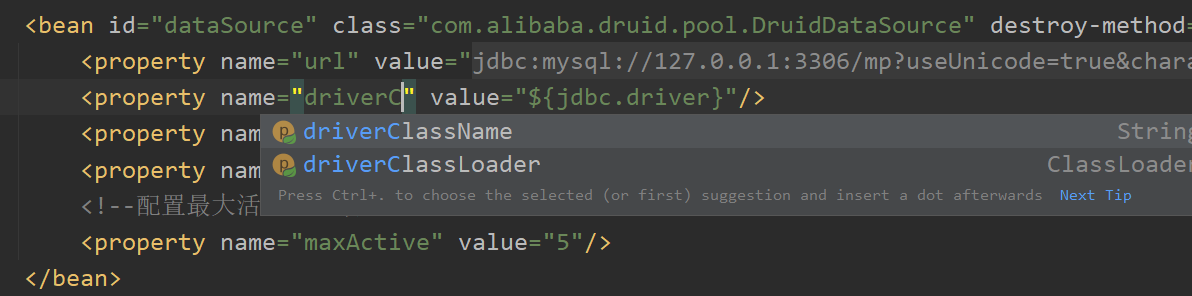 <bean id="dataSource" class="com.alibaba.druid.pool.DruidDataSource" destroy-method=
<property name="url" value="jdbc:mysql://127.0.0.1:3306/mp?useUnicode=true&chara
<property name="driverC" value="${jdbc.driver}"/>
<property nam
driverClassName String
<property nam
driverClassLoader ClassLoader
<!--配置最大活
Press Ctrl+. to choose the selected (or first) suggestion and insert a dot afterwards Next Tip
<property name="maxActive" value="5"/>
</bean>